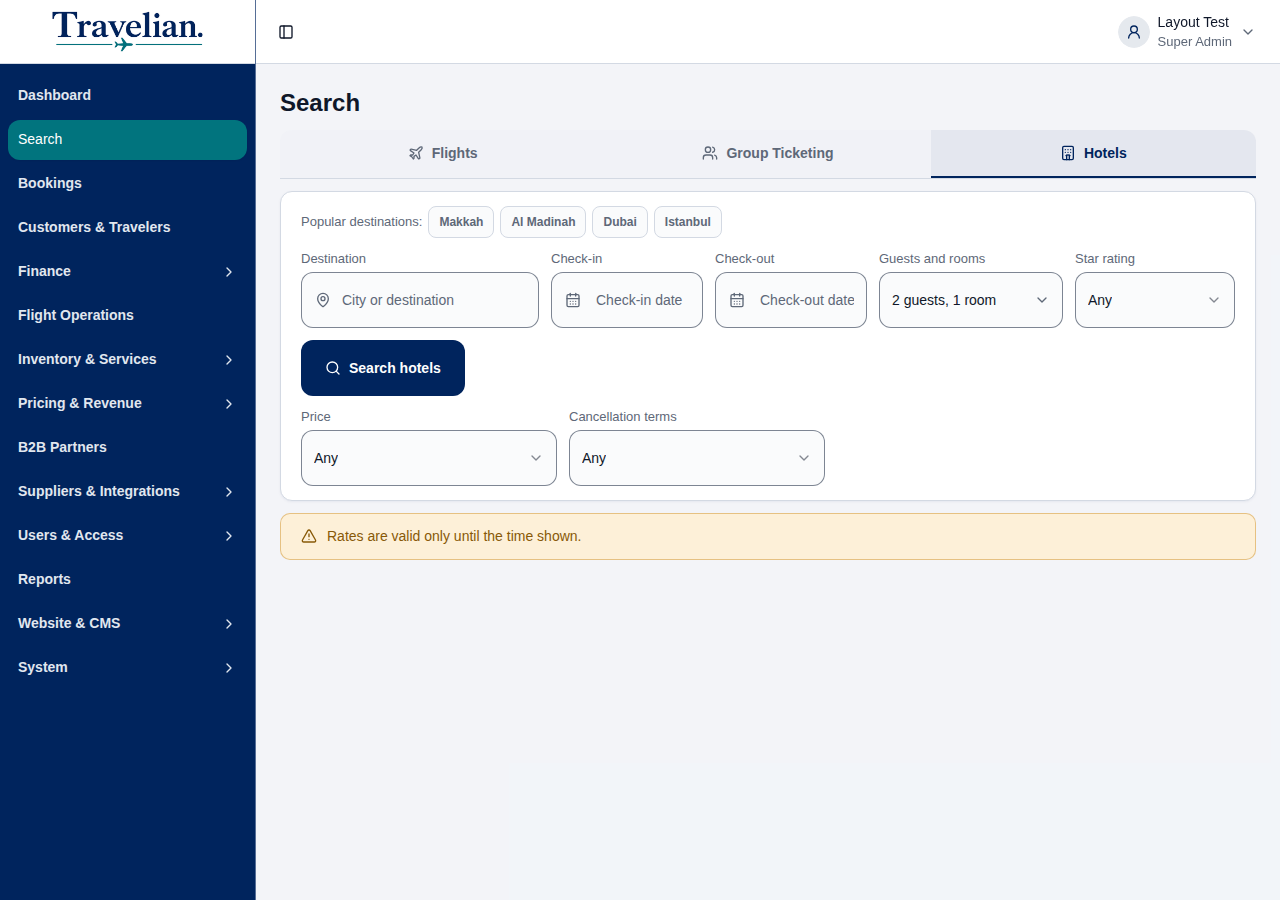 Travelian.
Layout Test
Super Admin
Dashboard
Search
Bookings
Customers & Travelers
Finance
Flight Operations
Inventory & Services
Pricing & Revenue
B2B Partners
Suppliers & Integrations
Users & Access
Reports
Website & CMS
System
Search
Flights
Group Ticketing
Hotels
Popular destinations: Makkah Al Madinah Dubai Istanbul
Destination Check-in Check-out Guests and rooms Star rating
City or destination Check-in date Check-out date 2 guests, 1 room Any
Search hotels
Price Cancellation terms
Any Any
Rates are valid only until the time shown.